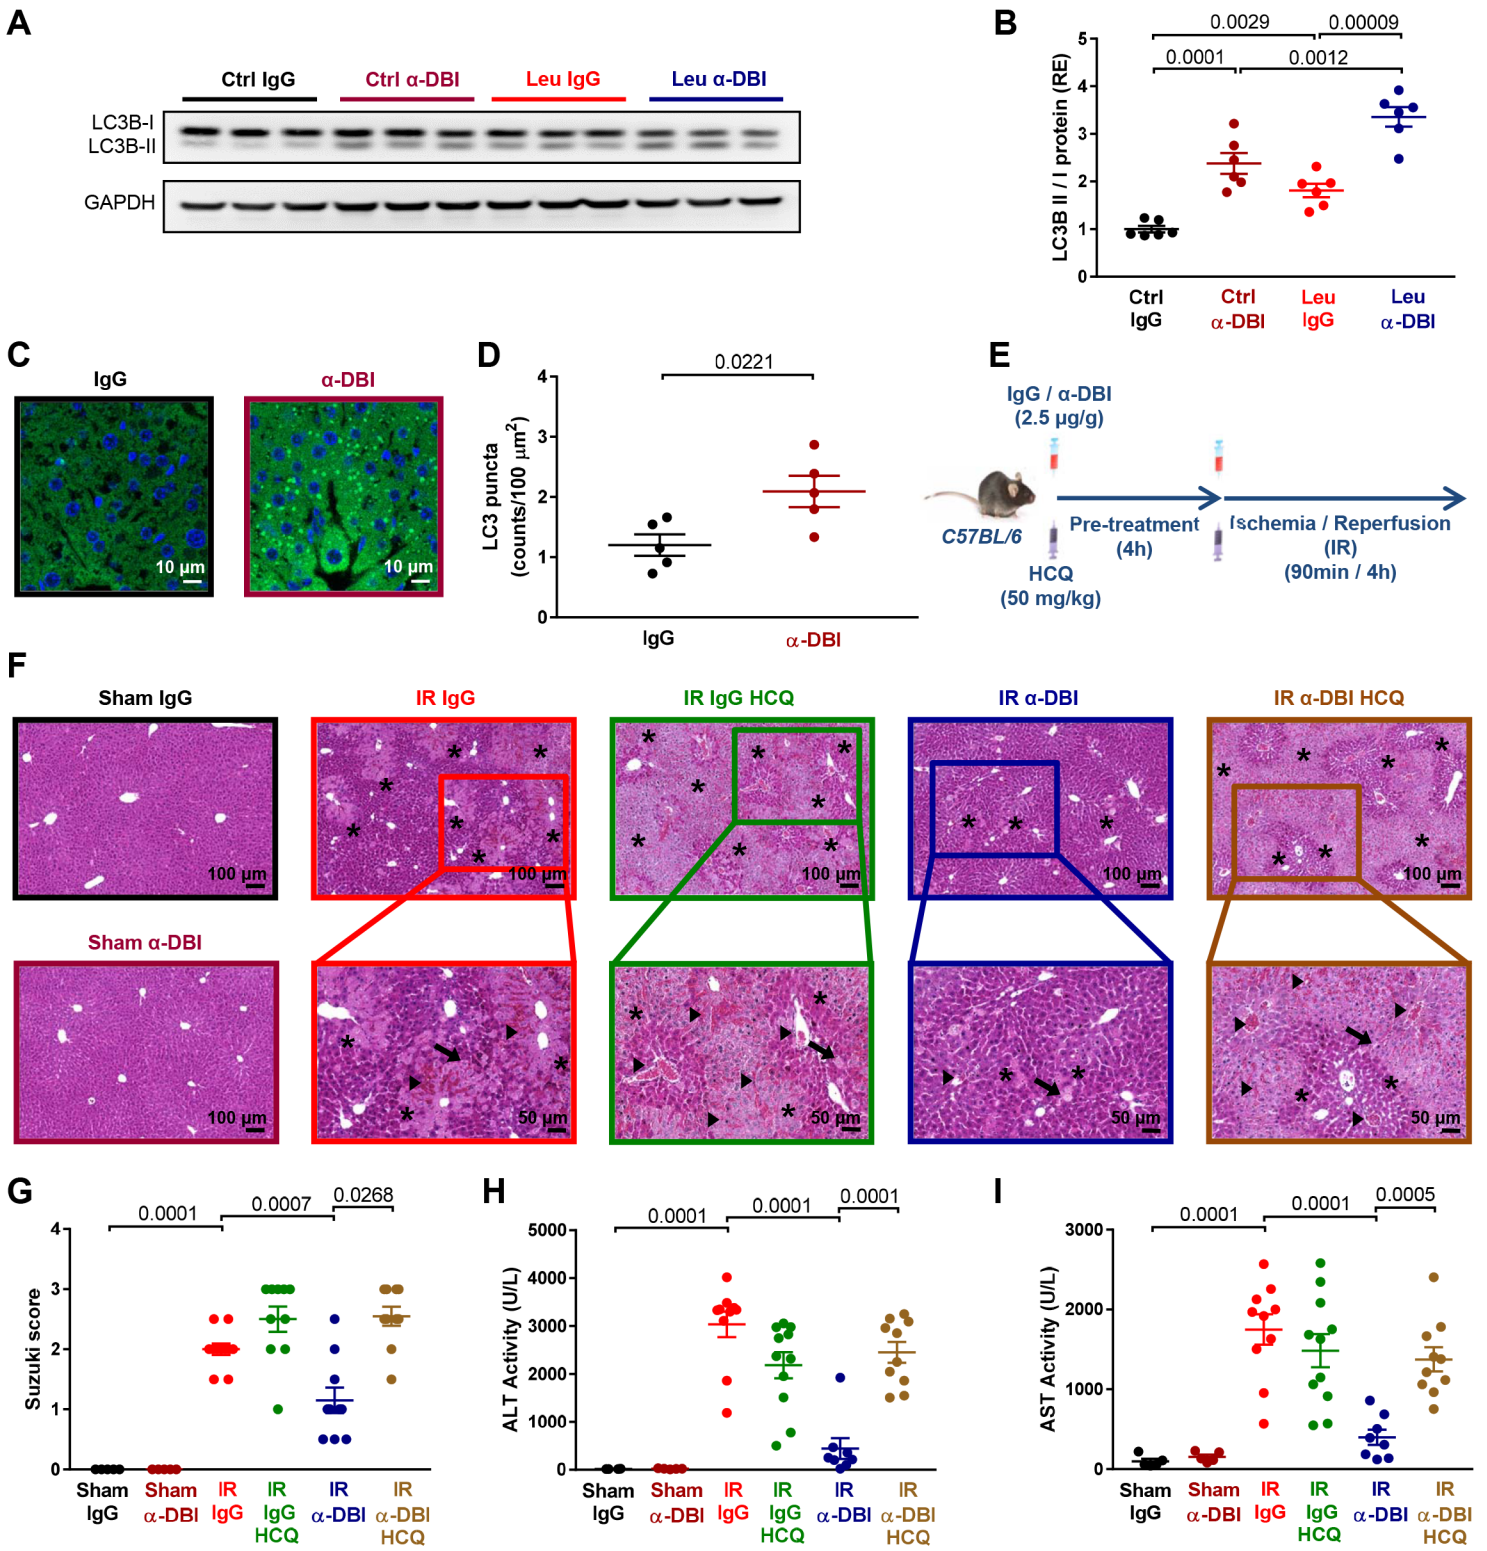 A
Ctrl IgG
Ctrl α-DBI
Leu IgG
Leu α-DBI
LC3B-I
LC3B-II
GAPDH
B
0.0029
0.00009
0.0001
0.0012
LC3B II / I protein (RE)
5
4
3
2
1
0
Ctrl
IgG
Ctrl
α-DBI
Leu
IgG
Leu
α-DBI
C
IgG
α-DBI
10 µm
10 µm
D
0.0221
LC3 puncta
(counts/100 µm²)
4
3
2
1
0
IgG
α-DBI
E
IgG / α-DBI
(2.5 µg/g)
C57BL/6
Pre-treatment
(4h)
HCQ
(50 mg/kg)
Ischemia / Reperfusion
(IR)
(90min / 4h)
F
Sham IgG
IR IgG
IR IgG HCQ
IR α-DBI
IR α-DBI HCQ
100 µm
100 µm
100 µm
100 µm
100 µm
Sham α-DBI
100 µm
50 µm
50 µm
50 µm
50 µm
G
0.0001
0.0007
0.0268
Suzuki score
4
3
2
1
0
Sham
IgG
Sham
α-DBI
IR
IgG
IR
IgG
HCQ
IR
α-DBI
IR
α-DBI
HCQ
H
0.0001
0.0001
0.0001
ALT Activity (U/L)
5000
4000
3000
2000
1000
0
Sham
IgG
Sham
α-DBI
IR
IgG
IR
IgG
HCQ
IR
α-DBI
IR
α-DBI
HCQ
I
0.0001
0.0001
0.0005
AST Activity (U/L)
3000
2000
1000
0
Sham
IgG
Sham
α-DBI
IR
IgG
IR
IgG
HCQ
IR
α-DBI
IR
α-DBI
HCQ